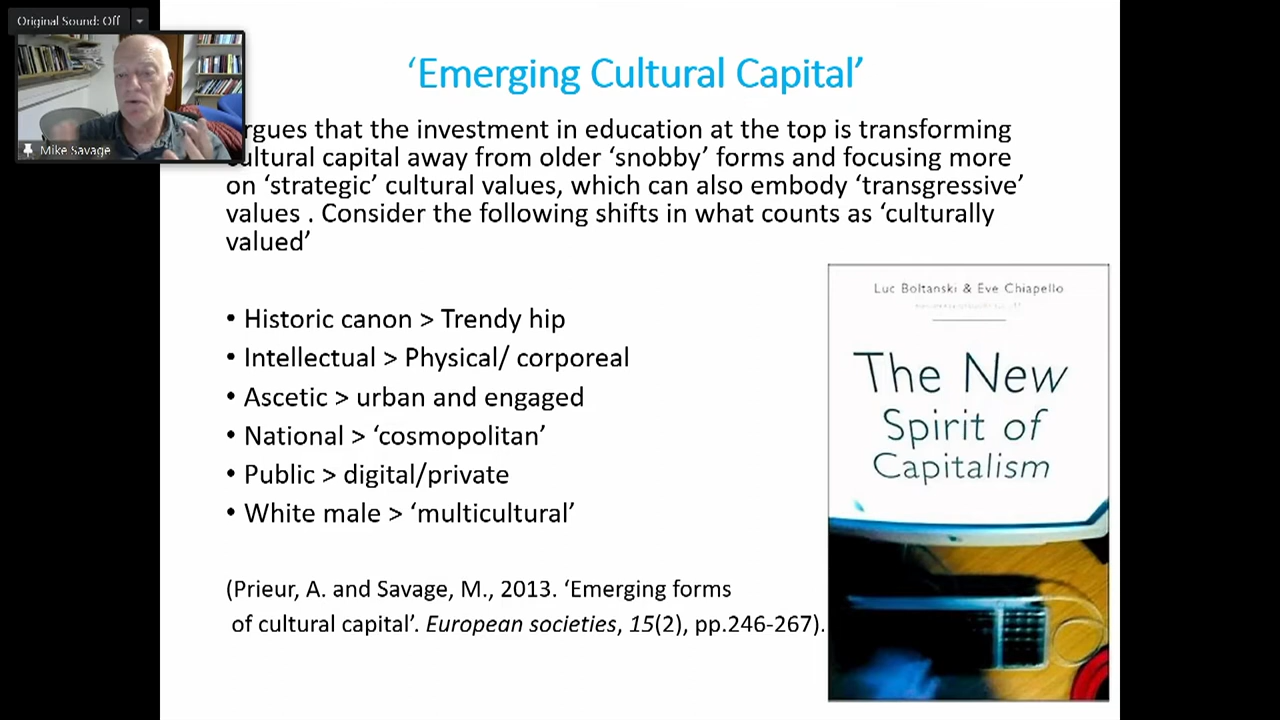 Original Sound: Off
Mike Savage
‘Emerging Cultural Capital’
rgues that the investment in education at the top is transforming
cultural capital away from older ‘snobby’ forms and focusing more
on ‘strategic’ cultural values, which can also embody ‘transgressive’
values . Consider the following shifts in what counts as ‘culturally
valued’
• Historic canon > Trendy hip
• Intellectual > Physical/ corporeal
• Ascetic > urban and engaged
• National > ‘cosmopolitan’
• Public > digital/private
• White male > ‘multicultural’
(Prieur, A. and Savage, M., 2013. ‘Emerging forms
of cultural capital’. European societies, 15(2), pp.246-267).
Luc Boltanski & Eve Chiapello
The New
Spirit of
Capitalism